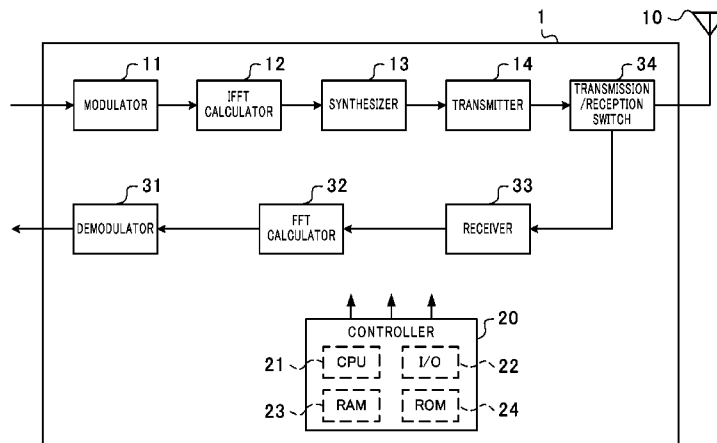 10
1
11
12
13
14
34
MODULATOR
IFFT
CALCULATOR
SYNTHESIZER
TRANSMITTER
TRANSMISSION
/RECEPTION
SWITCH
31
32
33
DEMODULATOR
FFT
CALCULATOR
RECEIVER
CONTROLLER
20
21
CPU
I/O
22
23
RAM
ROM
24